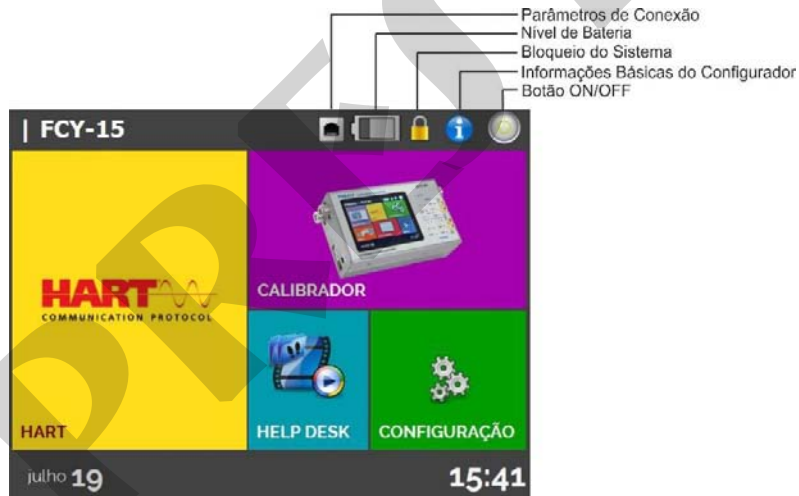 Parâmetros de Conexão
Nível de Bateria
Bloqueio do Sistema
Informações Básicas do Configurador
Botão ON/OFF
| FCY-15
HART
COMMUNICATION PROTOCOL
CALIBRADOR
HART
HELP DESK
CONFIGURAÇÃO
julho 19
15:41